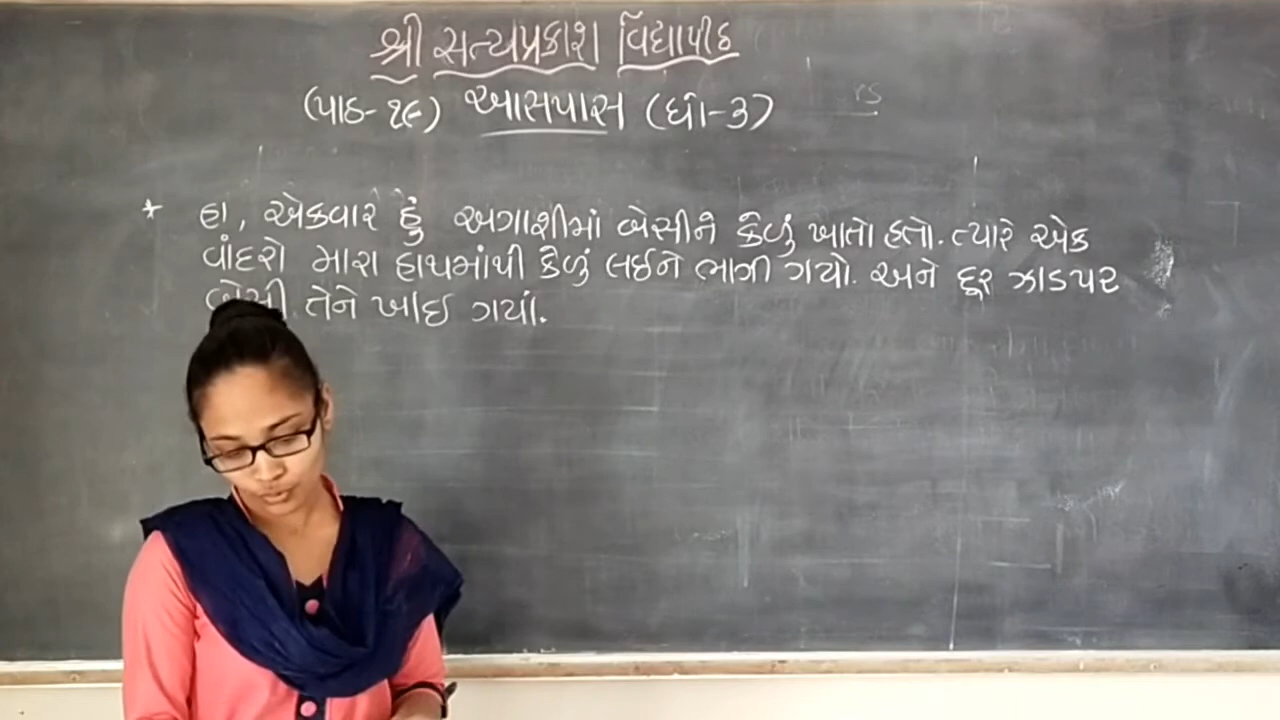 શ્રી સત્યપ્રકાશ વિદ્યાપીઠ
(પાઠ-૧૯) આસપાસ (ધો-૩)
* હા, એકવાર હું અગાશીમાં બેસીને કેળું ખાતો હતો. ત્યારે એક
વાંદરો મારા હાથમાંથી કેળું લઈને ભાગી ગયો. અને દૂર ઝાડપર
બેસી તેને ખાઈ ગયાં.